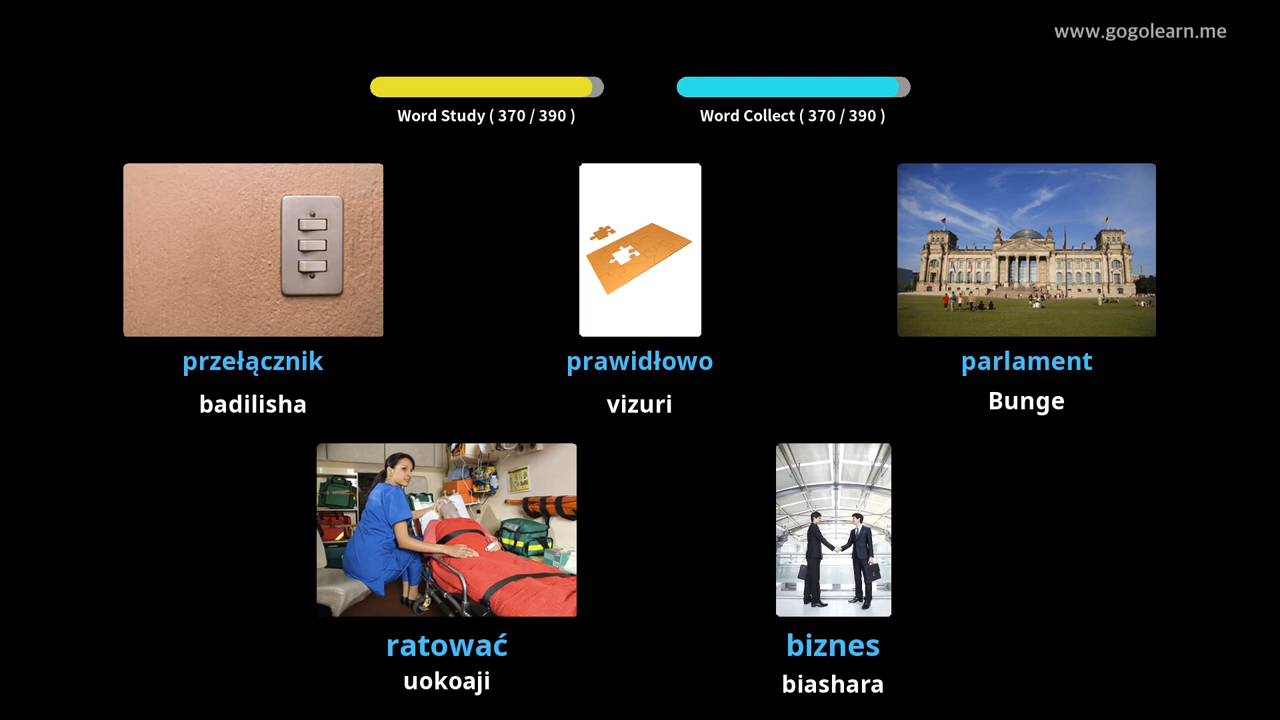 www.gogolearn.me
Word Study ( 370 / 390 )
Word Collect ( 370 / 390 )
przełącznik
prawidłowo
parlament
badilisha
vizuri
Bunge
ratować
biznes
uokoaji
biashara